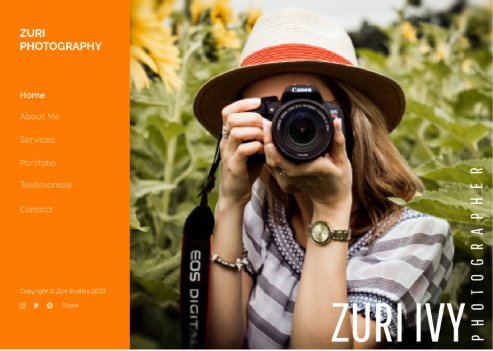 ZURI
PHOTOGRAPHY
Home
About Me
Services
Portfolio
Testimonials
Contact
Copyright © Zuri Studios 2020
Share
Canon
EOS DIGITAL
ZURI IVY
PHOTOGRAPHER